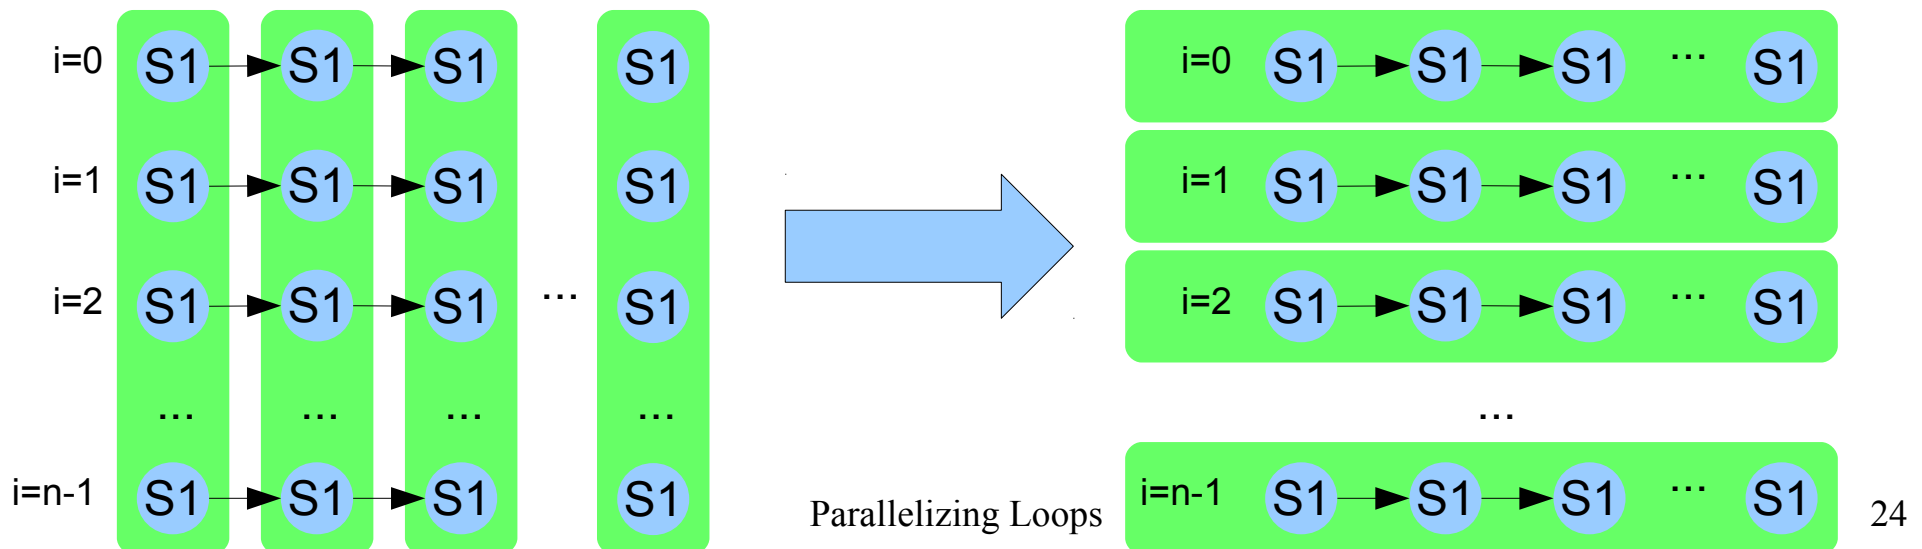 i=0 S1 S1 S1 S1 i=0 S1 S1 S1 ... S1
i=1 S1 S1 S1 S1 i=1 S1 S1 S1 ... S1
i=2 S1 S1 S1 ... S1 i=2 S1 S1 S1 ... S1
... ... ... ... ...
i=n-1 S1 S1 S1 S1 i=n-1 S1 S1 S1 ... S1
Parallelizing Loops 24